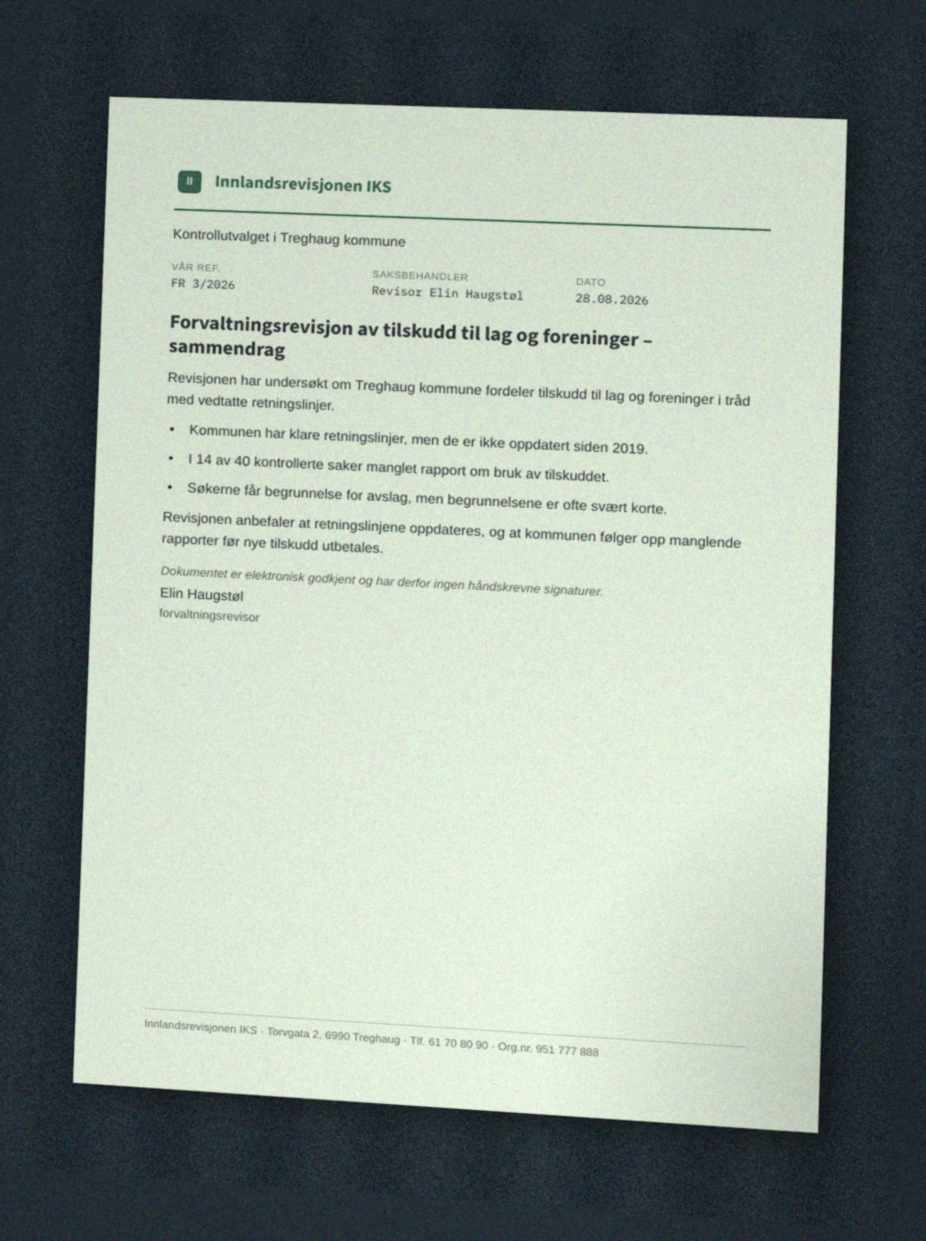 II Innlandsrevisjonen IKS
Kontrollutvalget i Treghaug kommune
VÅR REF. SAKSBEHANDLER DATO
FR 3/2026 Revisor Elin Haugstøl 28.08.2026
Forvaltningsrevisjon av tilskudd til lag og foreninger –
sammendrag
Revisjonen har undersøkt om Treghaug kommune fordeler tilskudd til lag og foreninger i tråd
med vedtatte retningslinjer.
• Kommunen har klare retningslinjer, men de er ikke oppdatert siden 2019.
• I 14 av 40 kontrollerte saker manglet rapport om bruk av tilskuddet.
• Søkerne får begrunnelse for avslag, men begrunnelsene er ofte svært korte.
Revisjonen anbefaler at retningslinjene oppdateres, og at kommunen følger opp manglende
rapporter før nye tilskudd utbetales.
Dokumentet er elektronisk godkjent og har derfor ingen håndskrevne signaturer.
Elin Haugstøl
forvaltningsrevisor
Innlandsrevisjonen IKS · Torvgata 2, 6990 Treghaug · Tlf. 61 70 80 90 · Org.nr. 951 777 888